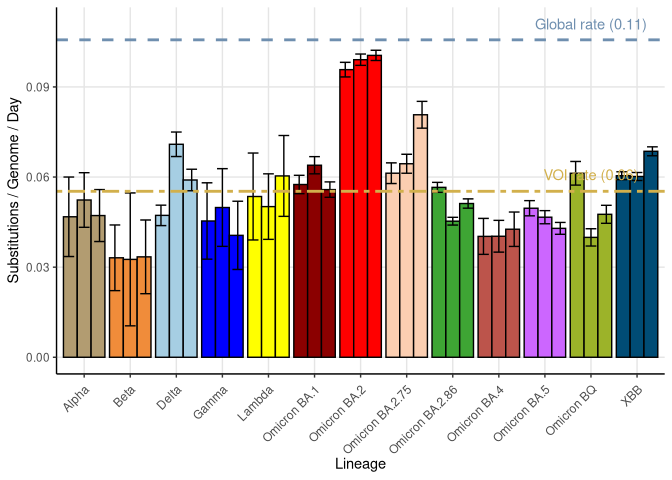 Global rate (0.11)
VOI rate (0.06)
Substitutions / Genome / Day
0.09
0.06
0.03
0.00
Alpha
Beta
Delta
Gamma
Lambda
Omicron BA.1
Omicron BA.2
Omicron BA.2.75
Omicron BA.2.86
Omicron BA.4
Omicron BA.5
Omicron BQ
XBB
Lineage